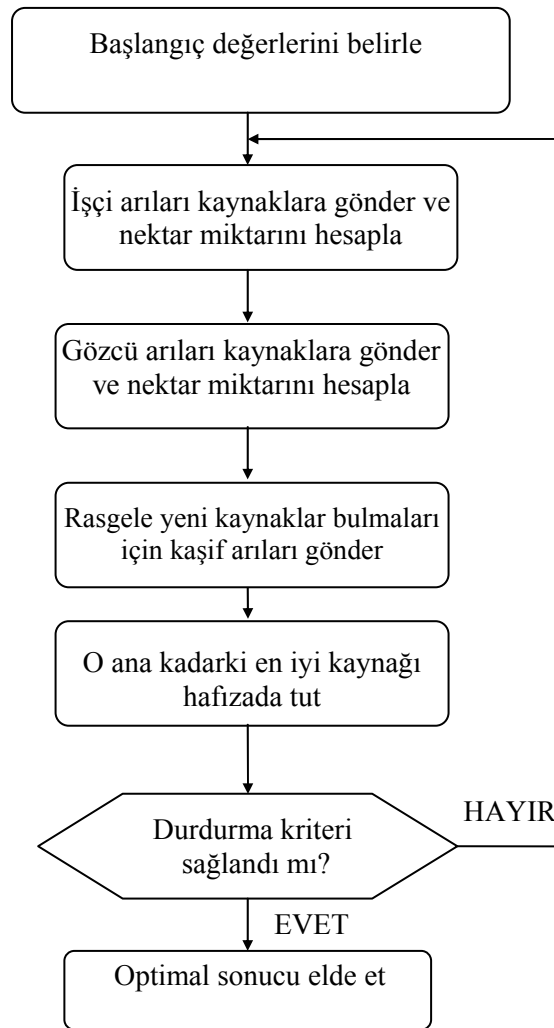 Başlangıç değerlerini belirle
İşçi arıları kaynaklara gönder ve
nektar miktarını hesapla
Gözcü arıları kaynaklara gönder
ve nektar miktarını hesapla
Rasgele yeni kaynaklar bulmaları
için kaşif arıları gönder
O ana kadarki en iyi kaynağı
hafızada tut
Durdurma kriteri
sağlandı mı?
HAYIR
EVET
Optimal sonucu elde et